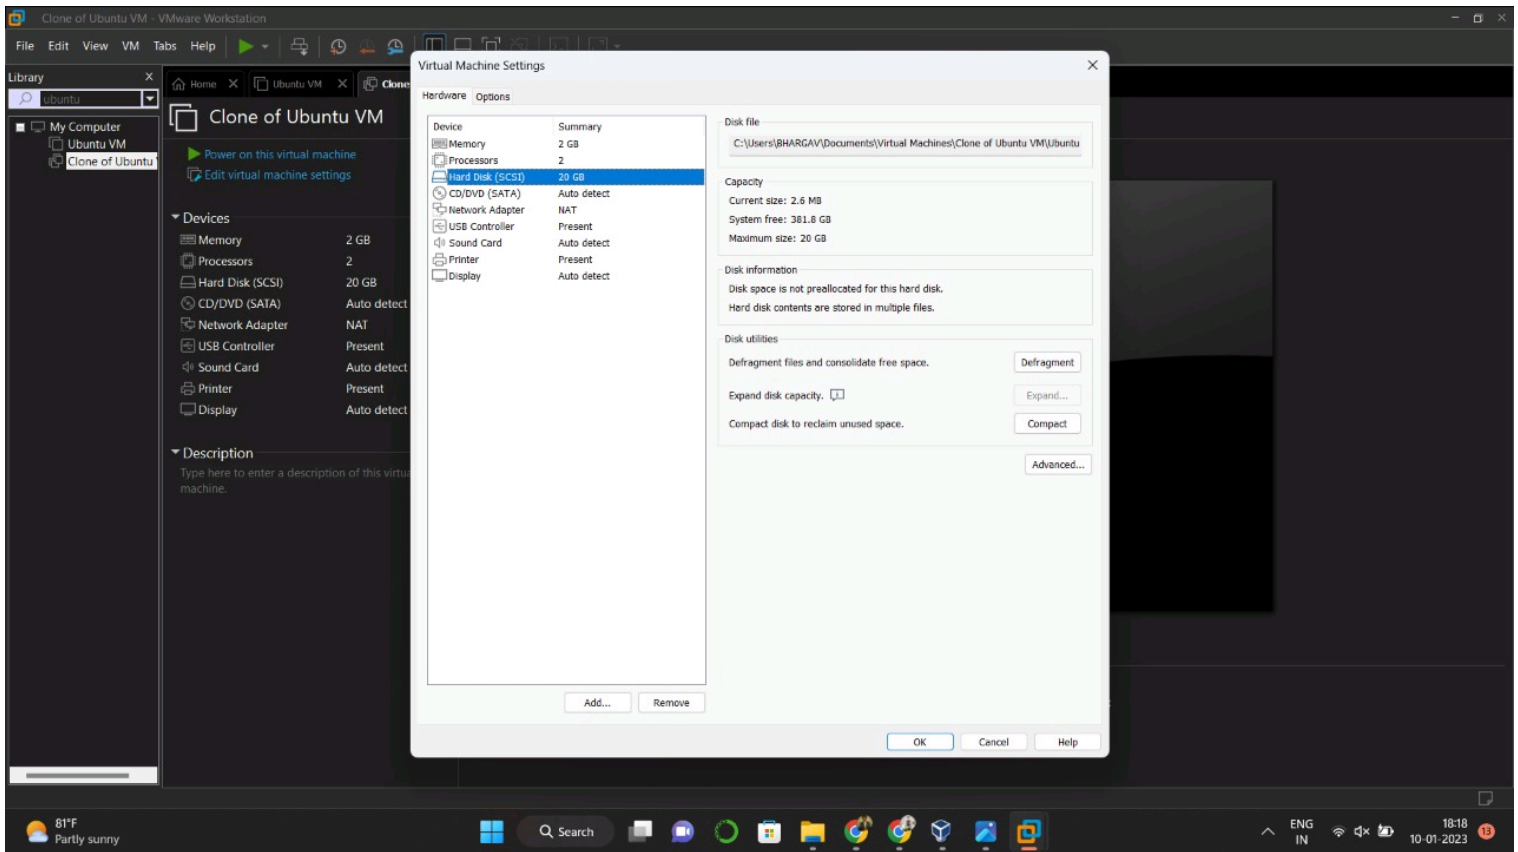 Clone of Ubuntu VM - VMware Workstation
File Edit View VM Tabs Help
Library X
ubuntu
My Computer
Ubuntu VM
Clone of Ubuntu
Home X Ubuntu VM X Clone
Clone of Ubuntu VM
Power on this virtual machine
Edit virtual machine settings
Devices
Memory 2 GB
Processors 2
Hard Disk (SCSI) 20 GB
CD/DVD (SATA) Auto detect
Network Adapter NAT
USB Controller Present
Sound Card Auto detect
Printer Present
Display Auto detect
Description
Type here to enter a description of this virtua
machine.
Virtual Machine Settings
Hardware Options
Device Summary
Memory 2 GB
Processors 2
Hard Disk (SCSI) 20 GB
CD/DVD (SATA) Auto detect
Network Adapter NAT
USB Controller Present
Sound Card Auto detect
Printer Present
Display Auto detect
Add... Remove
Disk file
C:\Users\BHARGAV\Documents\Virtual Machines\Clone of Ubuntu VM\Ubuntu
Capacity
Current size: 2.6 MB
System free: 381.8 GB
Maximum size: 20 GB
Disk information
Disk space is not preallocated for this hard disk.
Hard disk contents are stored in multiple files.
Disk utilities
Defragment files and consolidate free space. Defragment
Expand disk capacity. Expand...
Compact disk to reclaim unused space. Compact
Advanced...
OK Cancel Help
81°F
Partly sunny
Search
ENG
IN
18:18
10-01-2023
13